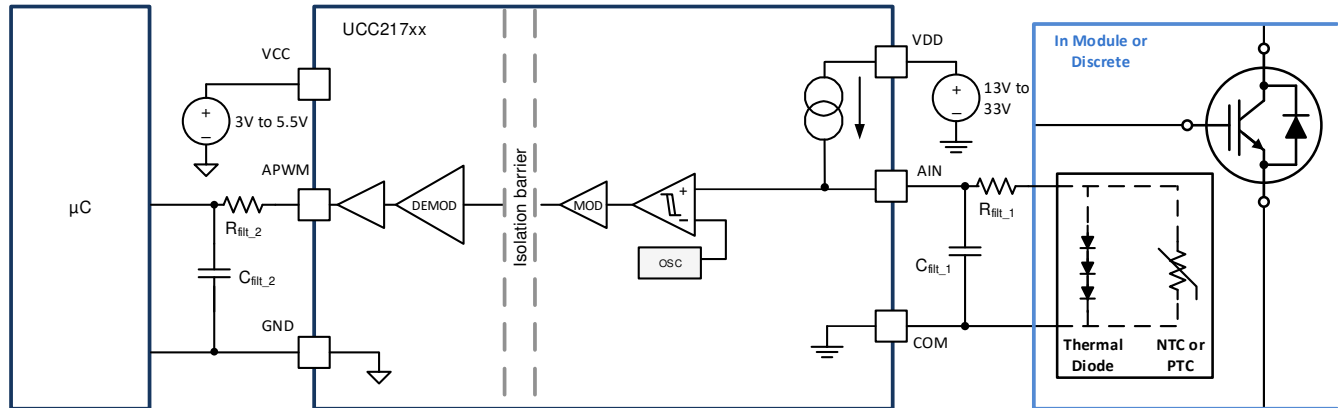 UCC217xx
In Module or
Discrete
VCC
VDD
+
−
3V to 5.5V
+
−
13V to
33V
APWM
AIN
µC
DEMOD
Isolation barrier
MOD
+
−
OSC
Rfilt_2
Rfilt_1
Cfilt_2
Cfilt_1
GND
COM
Thermal
Diode
NTC or
PTC